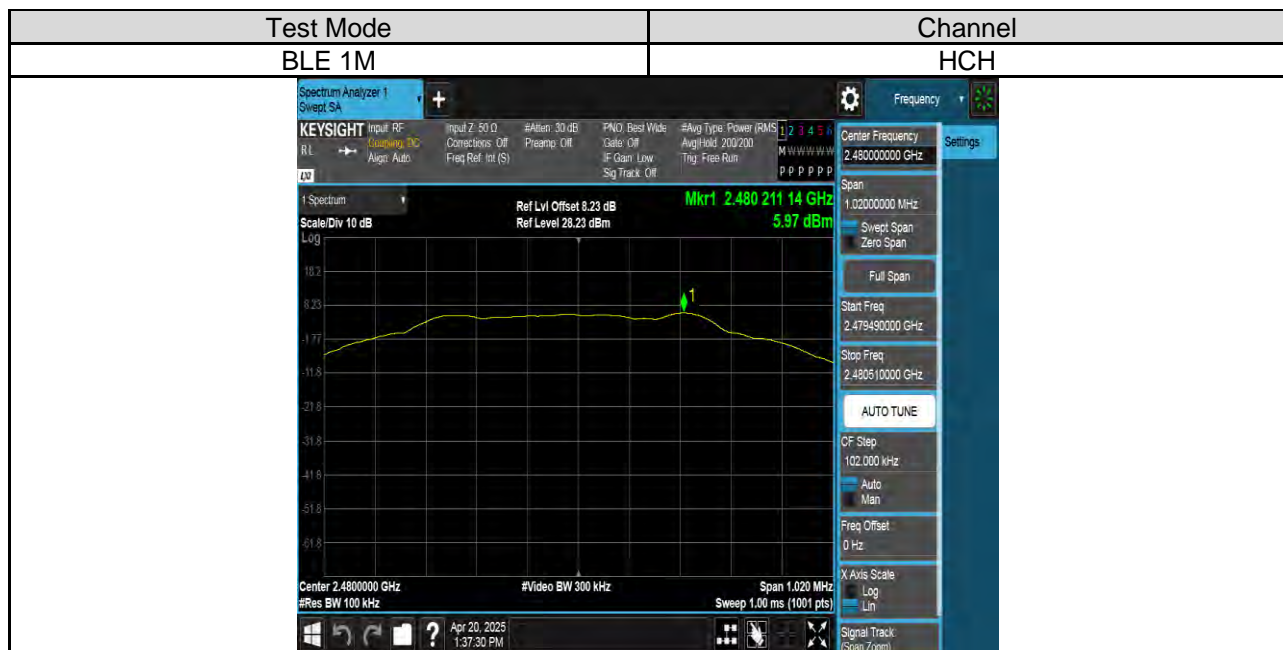 Test Mode Channel
BLE 1M HCH
Spectrum Analyzer 1
Swept SA
+
Frequency
KEYSIGHT Input: RF Input Z: 50 Ω #Atten: 30 dB PNO: Best Wide #Avg Type: Power (RMS 1 2 3 4 5 6
RL Coupling: DC Corrections: Off Preamp: Off Gate: Off Avg|Hold: 200/200 M W W W W W
Align: Auto Freq Ref: Int (S) IF Gain: Low Trig: Free Run
Sig Track: Off P P P P P P
LXI
1 Spectrum
Ref Lvl Offset 8.23 dB Mkr1 2.480 211 14 GHz
Scale/Div 10 dB Ref Level 28.23 dBm 5.97 dBm
Log
18.2
8.23
-1.77
-11.8
-21.8
-31.8
-41.8
-51.8
-61.8
1
Center 2.4800000 GHz #Video BW 300 kHz Span 1.020 MHz
#Res BW 100 kHz Sweep 1.00 ms (1001 pts)
?
Apr 20, 2025
1:37:30 PM
Settings
Center Frequency
2.480000000 GHz
Span
1.02000000 MHz
Swept Span
Zero Span
Full Span
Start Freq
2.479490000 GHz
Stop Freq
2.480510000 GHz
AUTO TUNE
CF Step
102.000 kHz
Auto
Man
Freq Offset
0 Hz
X Axis Scale
Log
Lin
Signal Track
(Span Zoom)